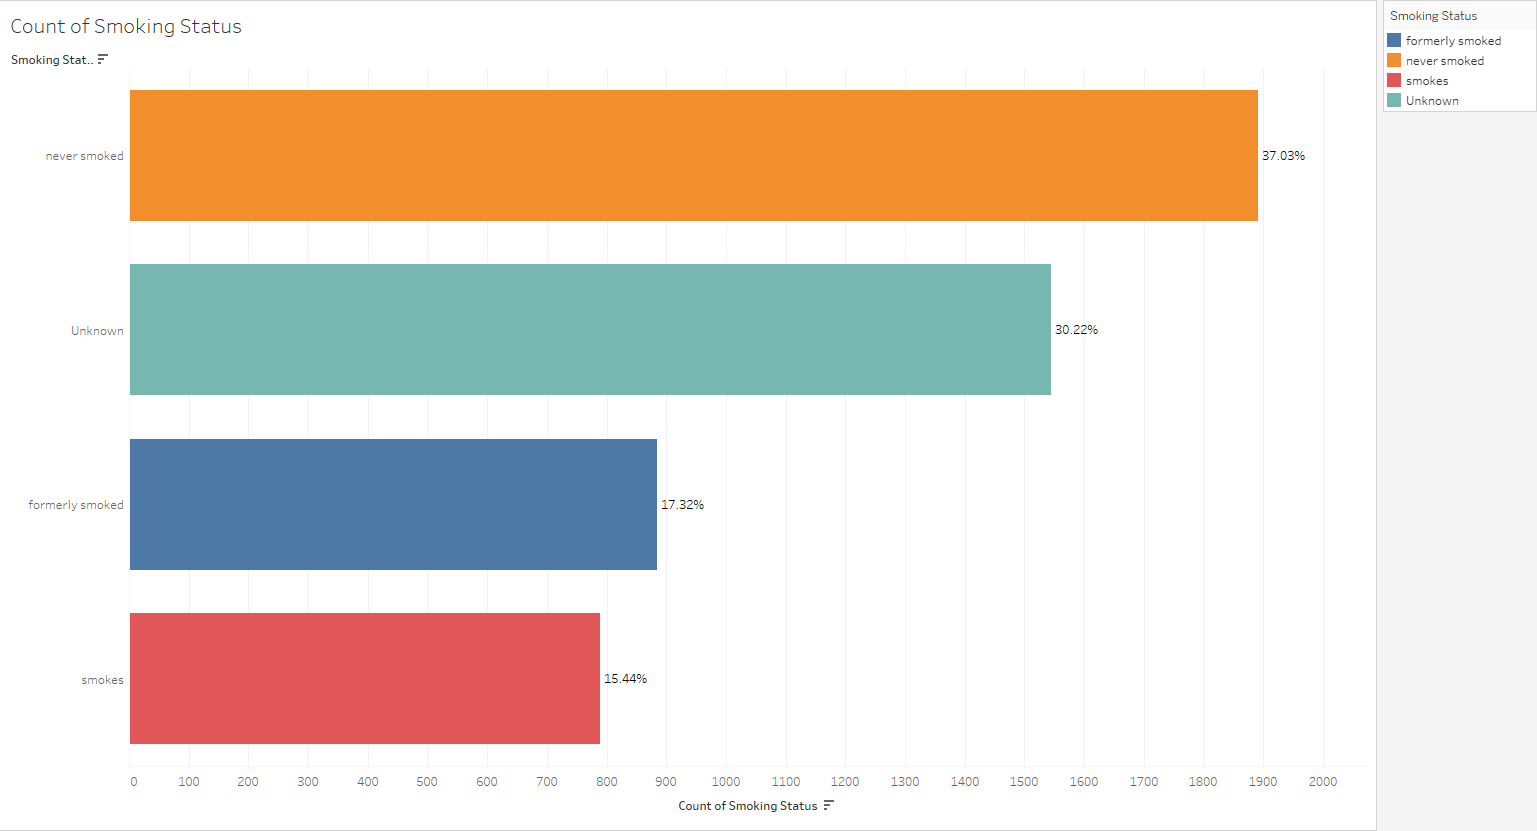 Count of Smoking Status
Smoking Stat..
never smoked
37.03%
Unknown
30.22%
formerly smoked
17.32%
smokes
15.44%
0 100 200 300 400 500 600 700 800 900 1000 1100 1200 1300 1400 1500 1600 1700 1800 1900 2000
Count of Smoking Status
Smoking Status
formerly smoked
never smoked
smokes
Unknown